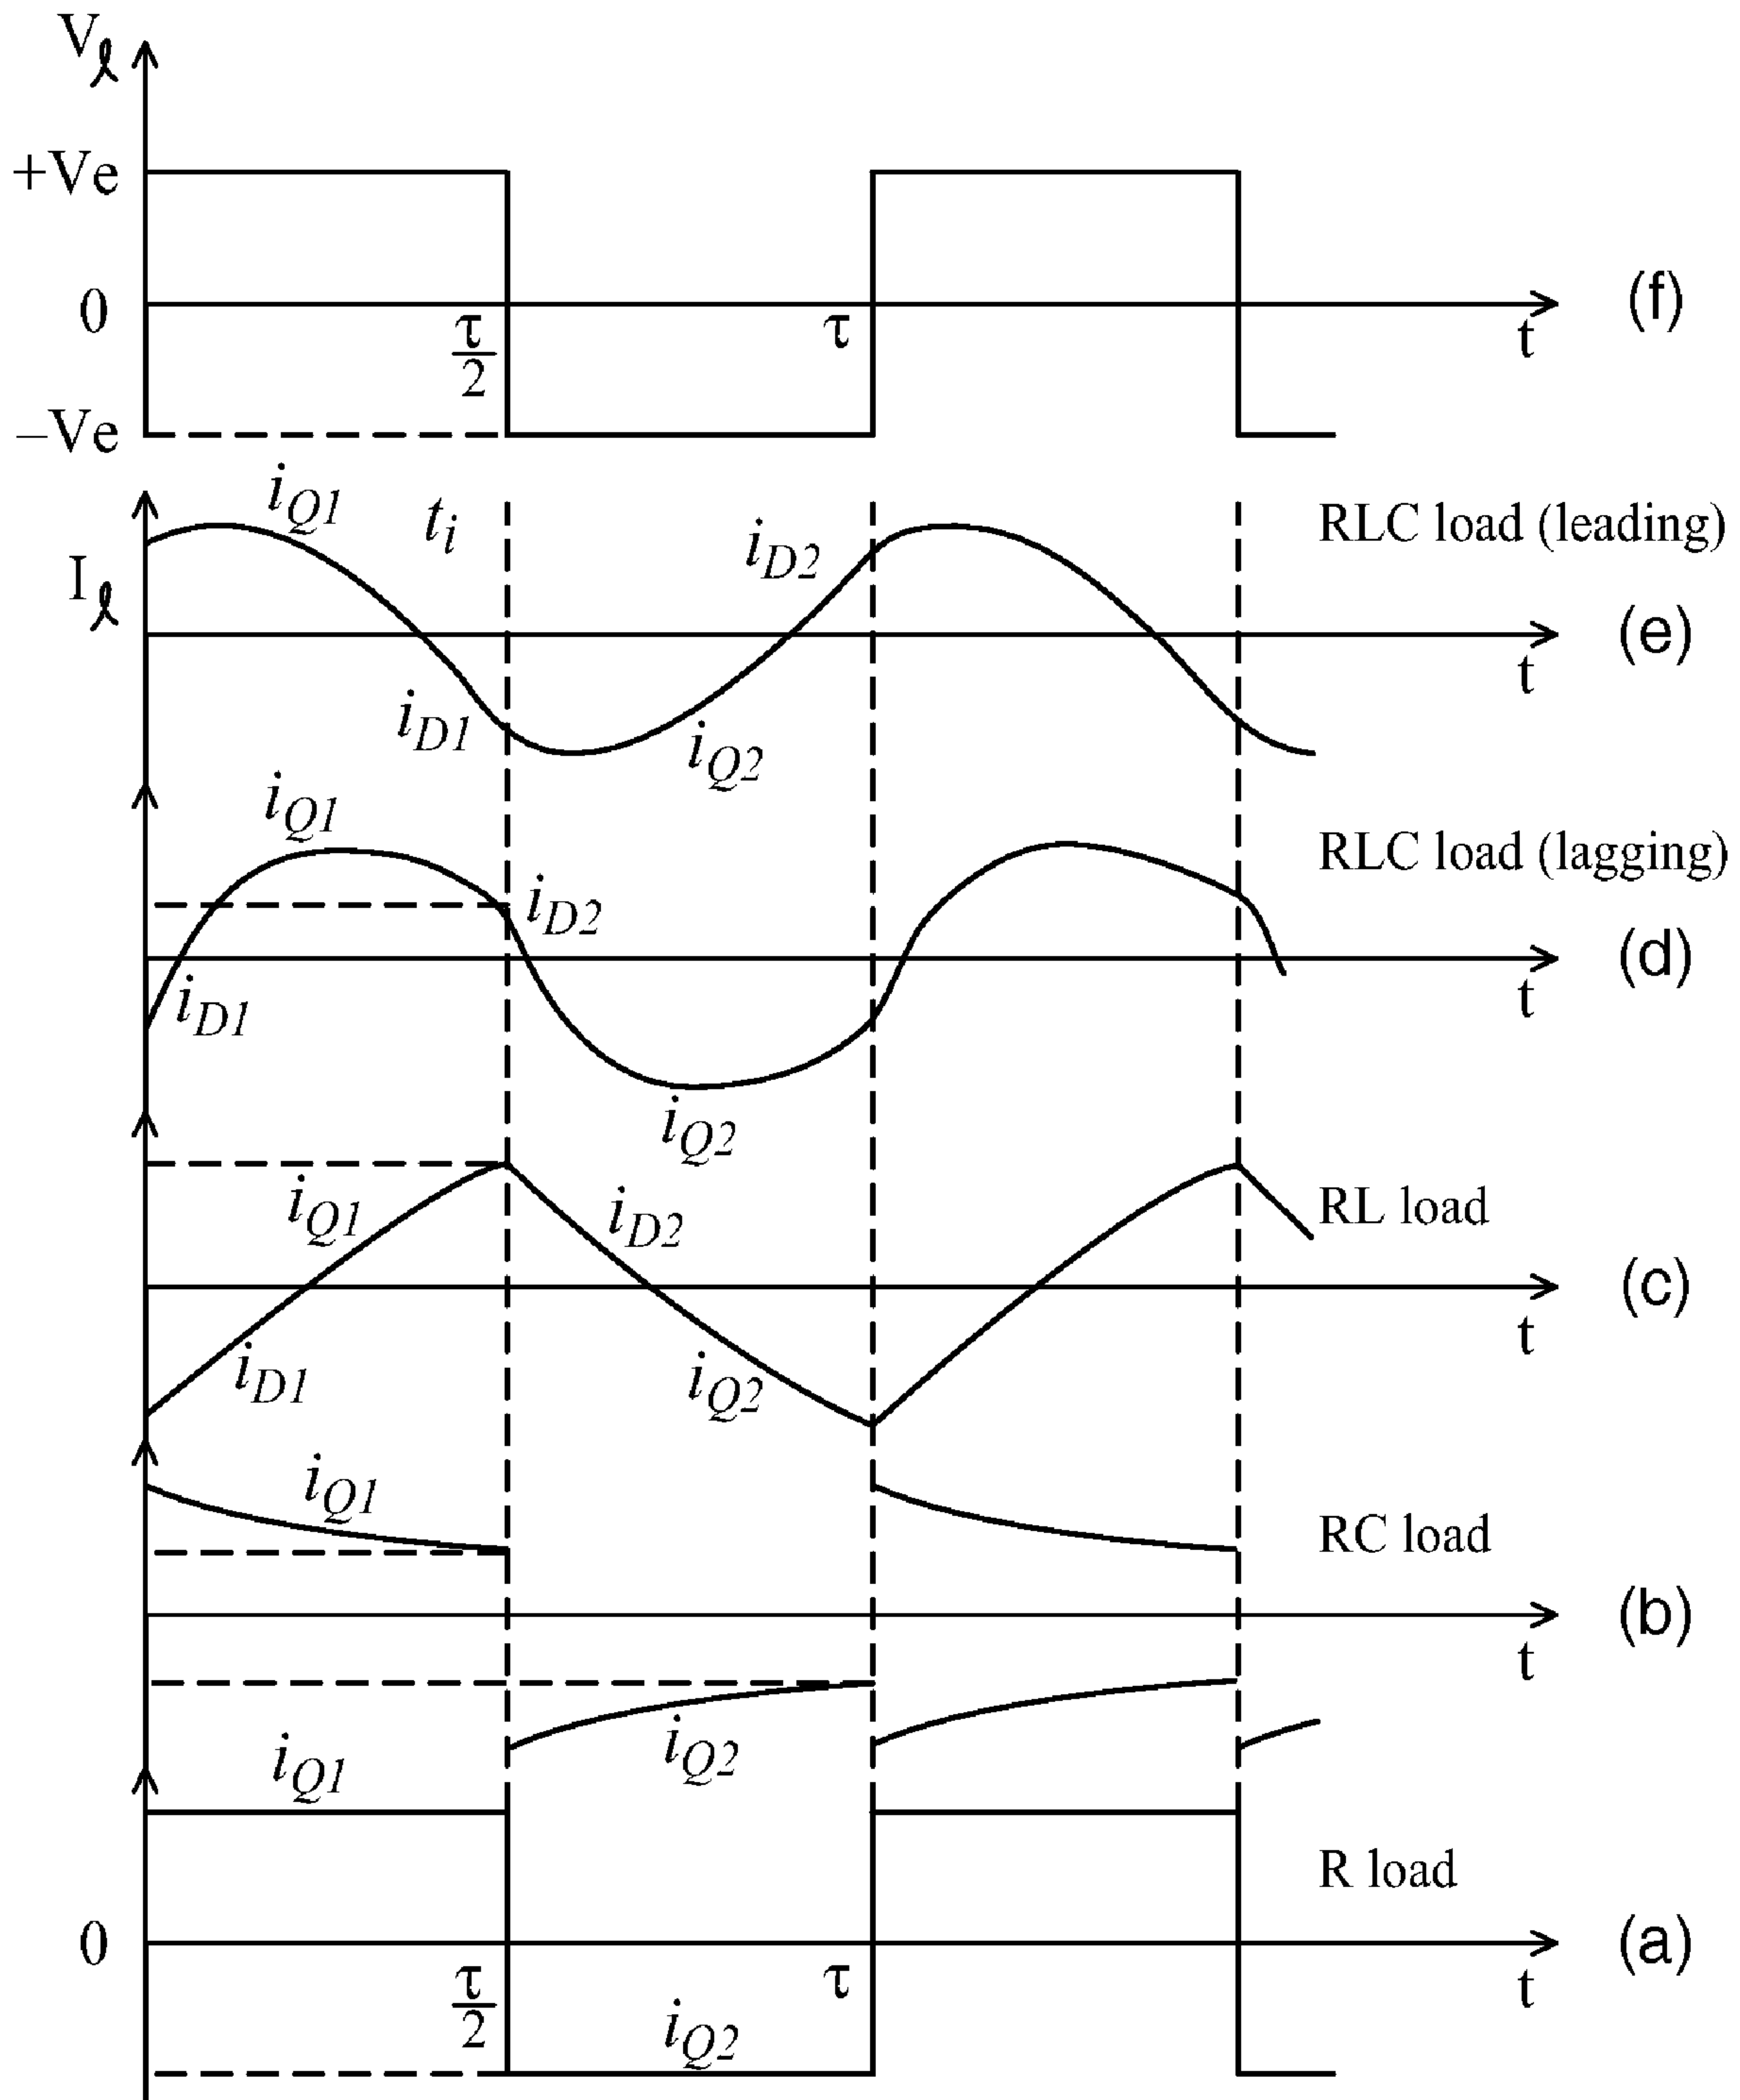 Vℓ
+Ve
0
τ/2
τ
t
(f)
–Ve
iQ1
ti
iD2
RLC load (leading)
Iℓ
(e)
t
iD1
iQ2
iQ1
RLC load (lagging)
iD2
(d)
iD1
t
iQ2
iQ1
iD2
RL load
(c)
t
iD1
iQ2
iQ1
RC load
(b)
t
iQ2
iQ1
R load
0
(a)
τ/2
τ
t
iQ2